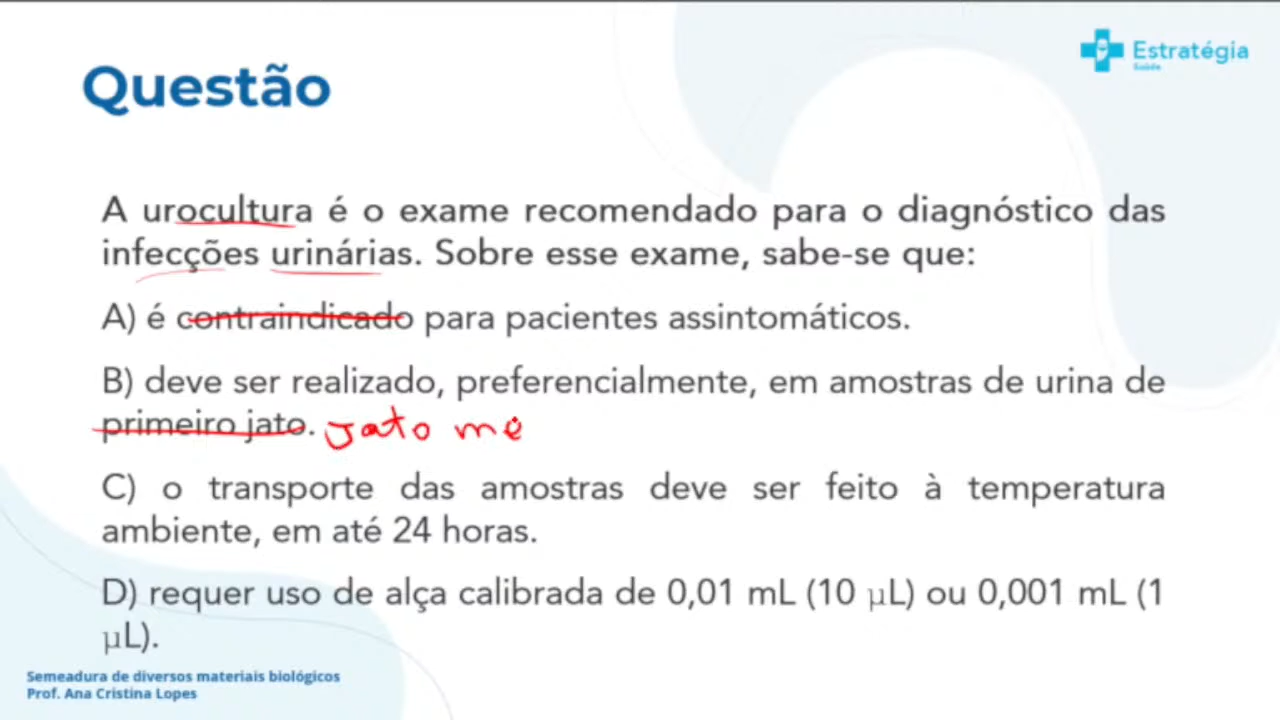 Estratégia
Saúde
Questão
A urocultura é o exame recomendado para o diagnóstico das
infecções urinárias. Sobre esse exame, sabe-se que:
A) é contraindicado para pacientes assintomáticos.
B) deve ser realizado, preferencialmente, em amostras de urina de
primeiro jato. Jato mé
C) o transporte das amostras deve ser feito à temperatura
ambiente, em até 24 horas.
D) requer uso de alça calibrada de 0,01 mL (10 µL) ou 0,001 mL (1
µL).
Semeadura de diversos materiais biológicos
Prof. Ana Cristina Lopes